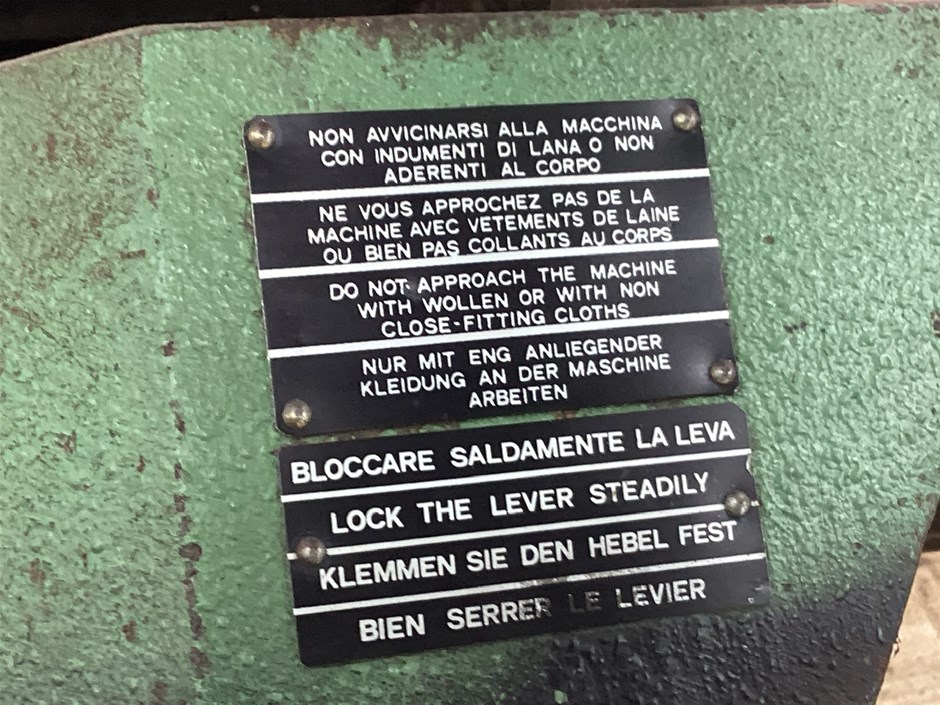 NON AVVICINARSI ALLA MACCHINA
CON INDUMENTI DI LANA O NON
ADERENTI AL CORPO
NE VOUS APPROCHEZ PAS DE LA
MACHINE AVEC VETEMENTS DE LAINE
OU BIEN PAS COLLANTS AU CORPS
DO NOT APPROACH THE MACHINE
WITH WOLLEN OR WITH NON
CLOSE-FITTING CLOTHS
NUR MIT ENG ANLIEGENDER
KLEIDUNG AN DER MASCHINE
ARBEITEN
BLOCCARE SALDAMENTE LA LEVA
LOCK THE LEVER STEADILY
KLEMMEN SIE DEN HEBEL FEST
BIEN SERRER LE LEVIER